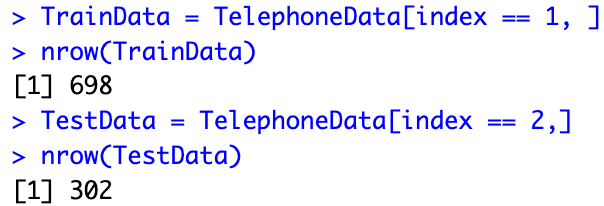 > TrainData = TelephoneData[index == 1, ]
> nrow(TrainData)
[1] 698
> TestData = TelephoneData[index == 2,]
> nrow(TestData)
[1] 302